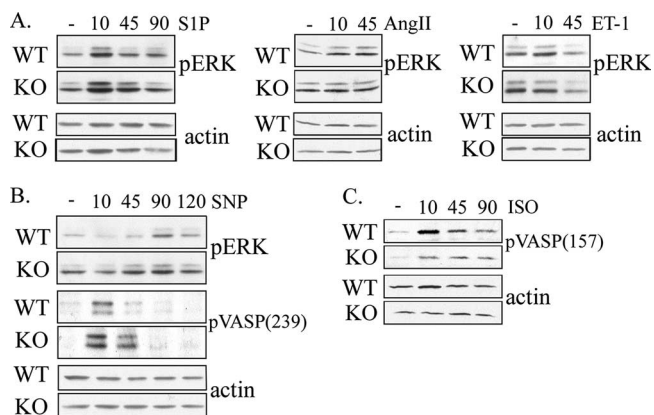 A.
- 10 45 90 S1P
WT
KO
pERK
WT
KO
actin
- 10 45 AngII
pERK
WT
KO
actin
- 10 45 ET-1
WT
KO
pERK
WT
KO
actin
B.
- 10 45 90 120 SNP
WT
KO
pERK
WT
KO
pVASP(239)
WT
KO
actin
C.
- 10 45 90 ISO
WT
KO
pVASP(157)
WT
KO
actin